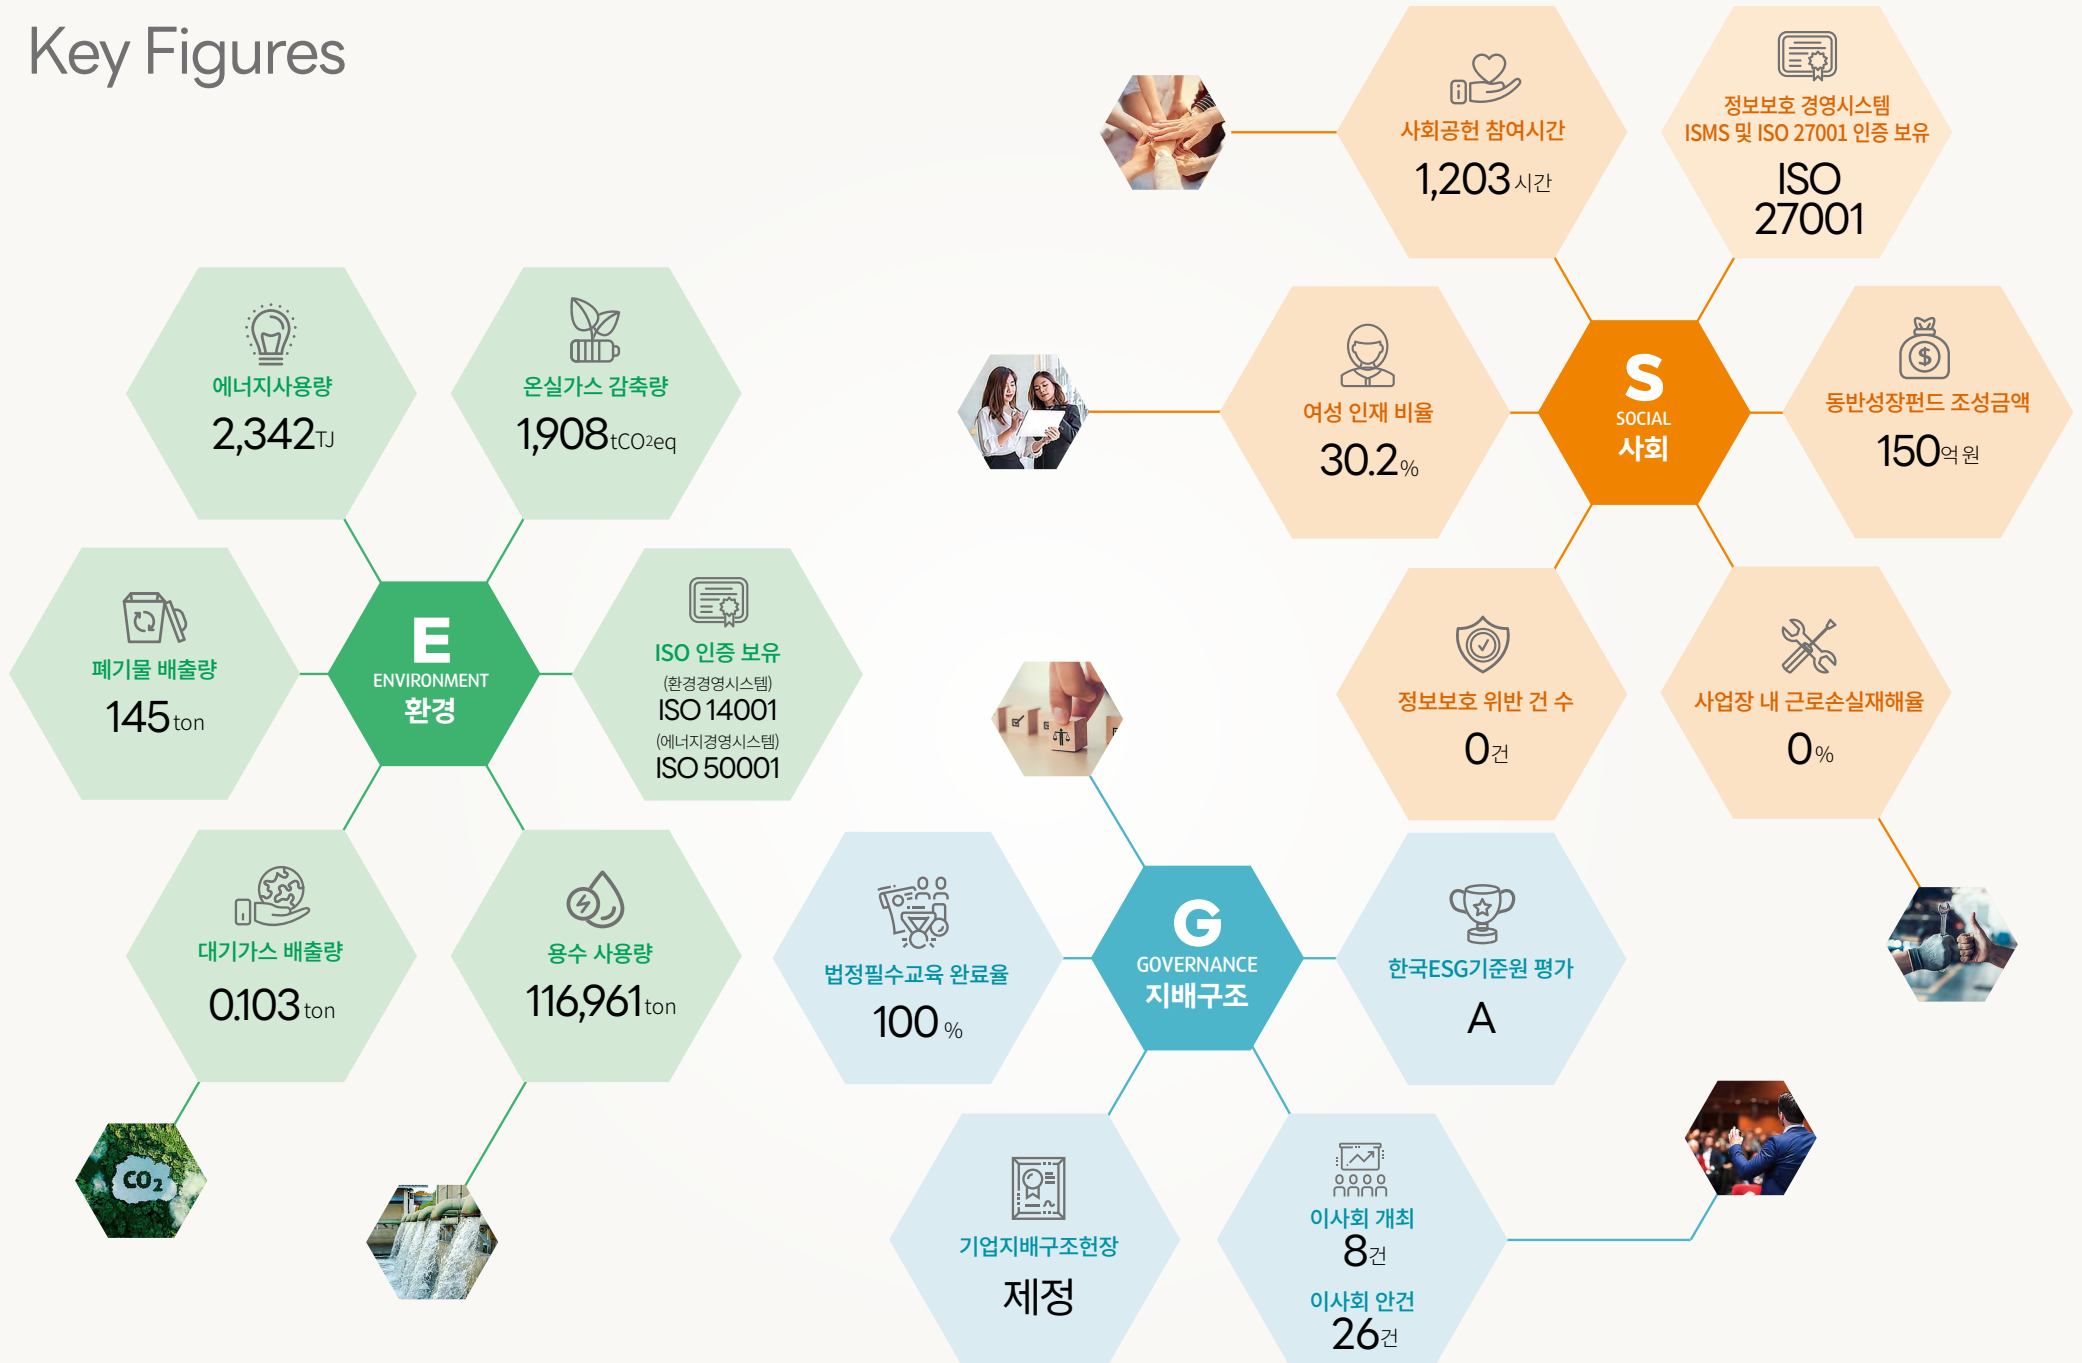 Key Figures
에너지사용량
2,342TJ
온실가스 감축량
1,908tCO2eq
폐기물 배출량
145ton
E
ENVIRONMENT
환경
ISO 인증 보유
(환경경영시스템)
ISO 14001
(에너지경영시스템)
ISO 50001
대기가스 배출량
0.103ton
용수 사용량
116,961ton
CO2
사회공헌 참여시간
1,203시간
정보보호 경영시스템
ISMS 및 ISO 27001 인증 보유
ISO
27001
여성 인재 비율
30.2%
S
SOCIAL
사회
동반성장펀드 조성금액
150억 원
정보보호 위반 건 수
0건
사업장 내 근로손실재해율
0%
법정필수교육 완료율
100%
G
GOVERNANCE
지배구조
한국ESG기준원 평가
A
기업지배구조헌장
제정
이사회 개최
8건
이사회 안건
26건